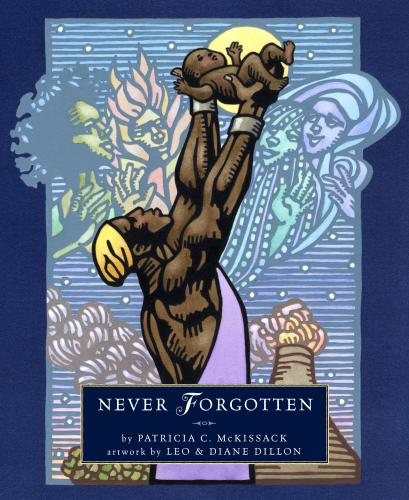 NEVER FORGOTTEN
by PATRICIA C. McKISSACK
artwork by LEO & DIANE DILLON